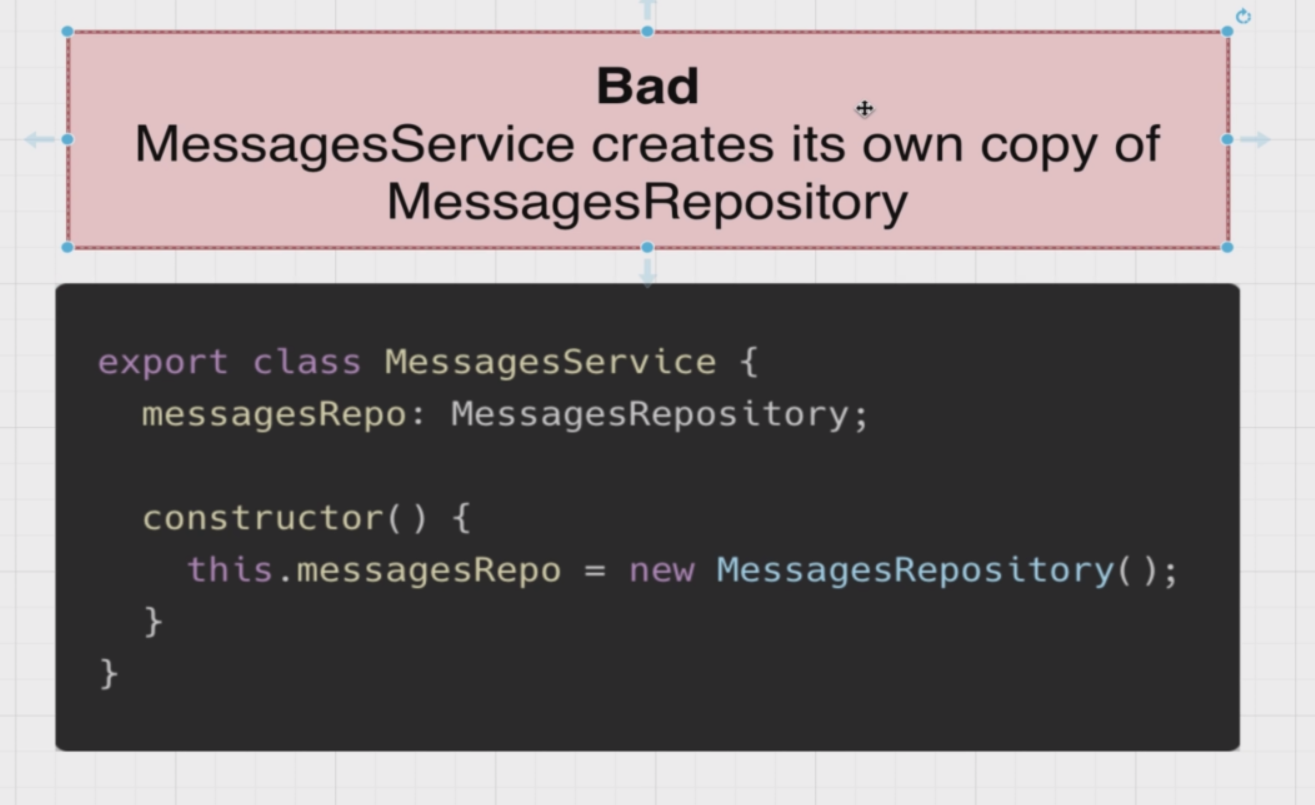 Bad
MessagesService creates its own copy of
MessagesRepository
export class MessagesService {
  messagesRepo: MessagesRepository;
  constructor() {
    this.messagesRepo = new MessagesRepository();
  }
}